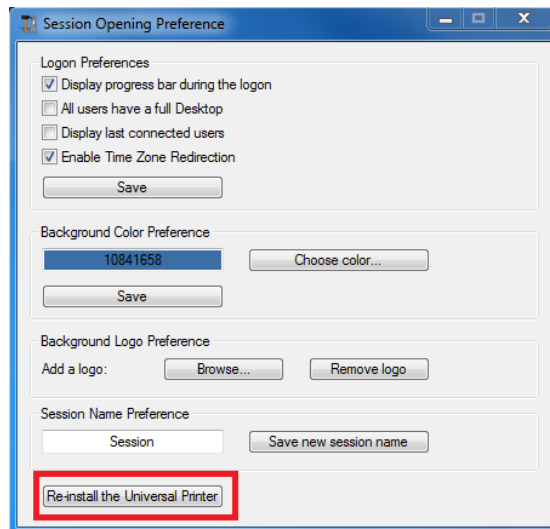 Session Opening Preference
Logon Preferences
Display progress bar during the logon
All users have a full Desktop
Display last connected users
Enable Time Zone Redirection
Save
Background Color Preference
10841658 Choose color...
Save
Background Logo Preference
Add a logo: Browse... Remove logo
Session Name Preference
Session Save new session name
Re-install the Universal Printer